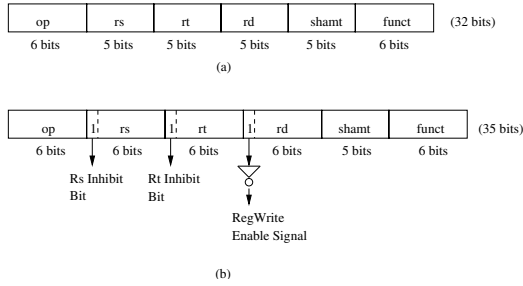 op rs rt rd shamt funct (32 bits)
6 bits 5 bits 5 bits 5 bits 5 bits 6 bits
(a)
op 1 rs 1 rt 1 rd shamt funct (35 bits)
6 bits 6 bits 6 bits 6 bits 5 bits 6 bits
Rs Inhibit Bit
Rt Inhibit Bit
RegWrite
Enable Signal
(b)